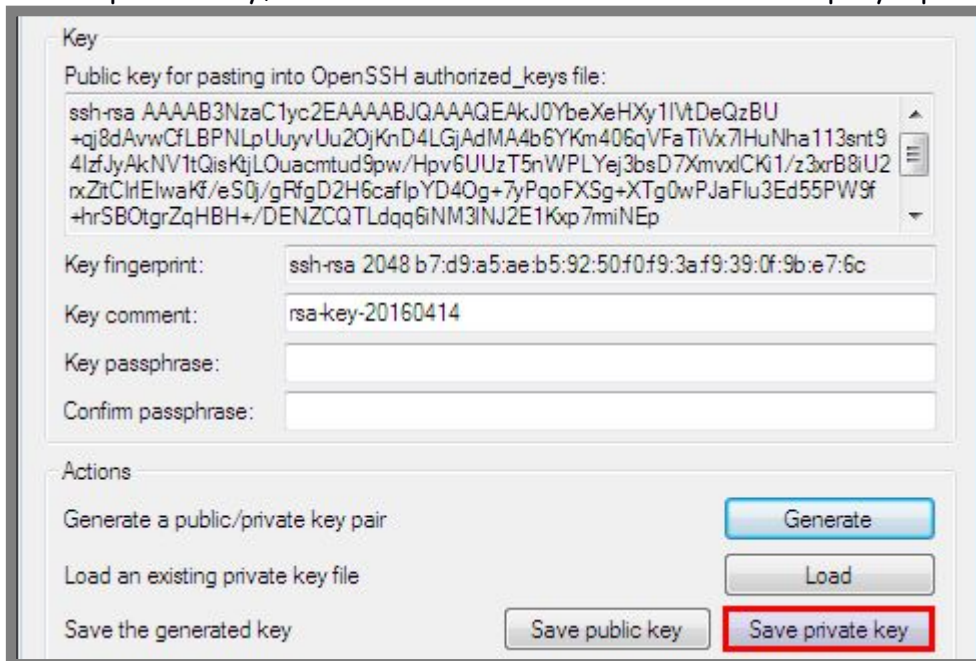 Key
Public key for pasting into OpenSSH authorized_keys file:
ssh-rsa AAAAB3NzaC1yc2EAAAABJQAAAQEAkJ0YbeXeHXy1IVtDeQzBU
+qj8dAvwCfLBPNLpUuyvUu2OjKnD4LGjAdMA4b6YKm406qVFaTiVx7lHuNha113snt9
4IzfJyAkNV1tQisKtjLOuacmtud9pw/Hpv6UUzT5nWPLYej3bsD7XmvxlCKi1/z3xrB8iU2
rxZitClrlElwaKf/eS0j/gRfgD2H6caflpYD4Og+7yPqoFXSg+XTg0wPJaFlu3Ed55PW9f
+hrSBOtgrZqHBH+/DENZCQTLdqq6iNM3lNJ2E1Kxp7rmiNEp
Key fingerprint: ssh-rsa 2048 b7:d9:a5:ae:b5:92:50:f0:f9:3a:f9:39:0f:9b:e7:6c
Key comment: rsa-key-20160414
Key passphrase:
Confirm passphrase:
Actions
Generate a public/private key pair Generate
Load an existing private key file Load
Save the generated key Save public key Save private key